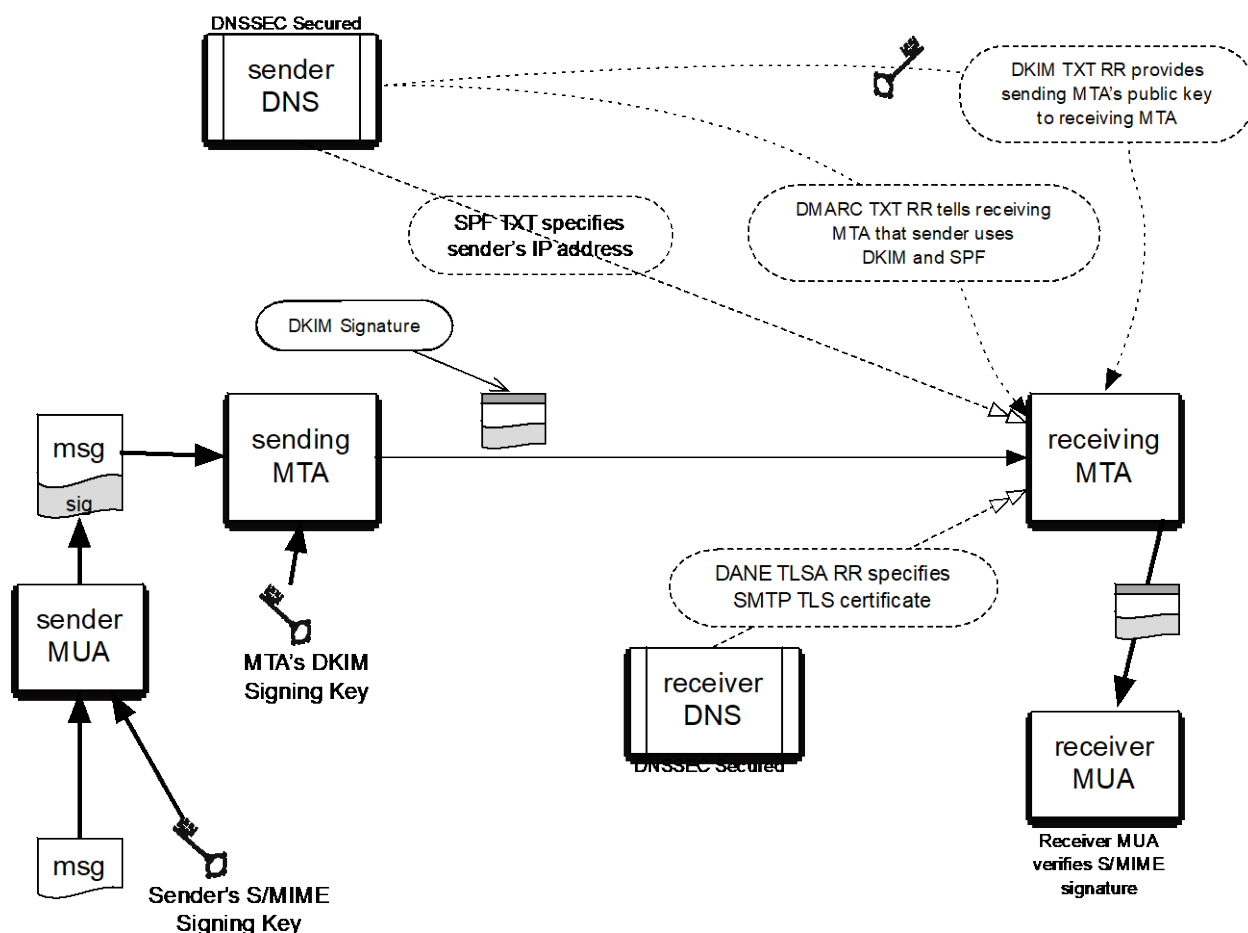 DNSSEC Secured
sender
DNS
DKIM TXT RR provides
sending MTA's public key
to receiving MTA
SPF TXT specifies
sender's IP address
DMARC TXT RR tells receiving
MTA that sender uses
DKIM and SPF
DKIM Signature
msg
sig
sending
MTA
receiving
MTA
DANE TLSA RR specifies
SMTP TLS certificate
sender
MUA
MTA's DKIM
Signing Key
receiver
DNS
DNSSEC Secured
receiver
MUA
Receiver MUA
verifies S/MIME
signature
msg
Sender's S/MIME
Signing Key